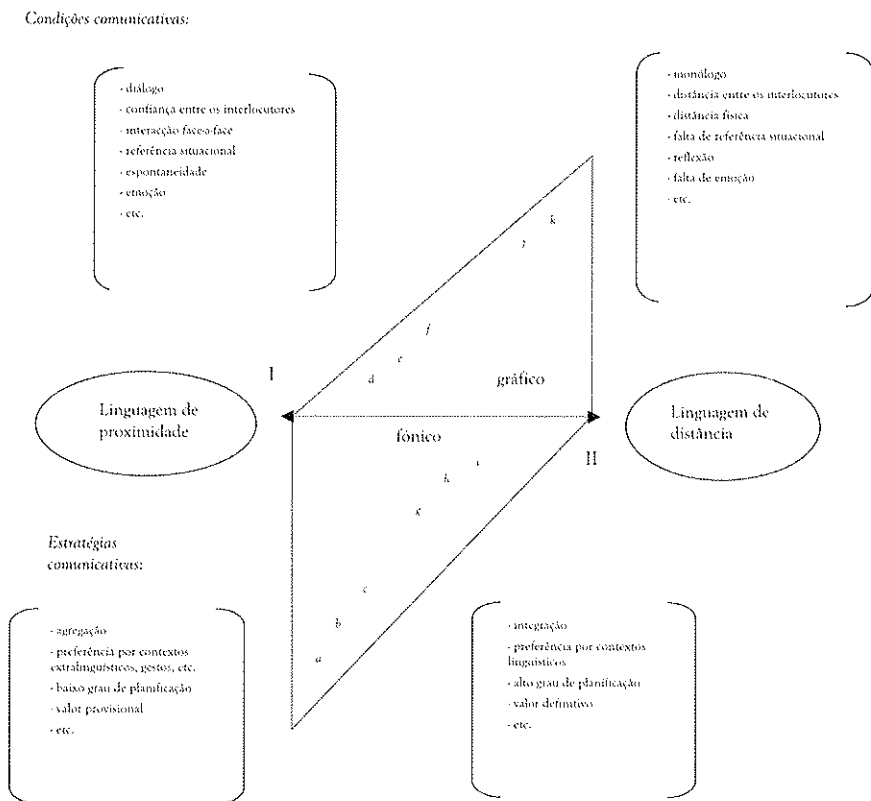 Condições comunicativas:
- diálogo
- confiança entre os interlocutores
- interacção face-a-face
- referência situacional
- espontaneidade
- emoção
- etc.
- monólogo
- distância entre os interlocutores
- distância física
- falta de referência situacional
- reflexão
- falta de emoção
- etc.
k
f
e
d
I
gráfico
Linguagem de
proximidade
Linguagem de
distância
fónico
II
h
g
c
b
a
Estratégias
comunicativas:
- agregação
- preferência por contextos
extralinguísticos, gestos, etc.
- baixo grau de planificação
- valor provisional
- etc.
- integração
- preferência por contextos
linguísticos
- alto grau de planificação
- valor definitivo
- etc.